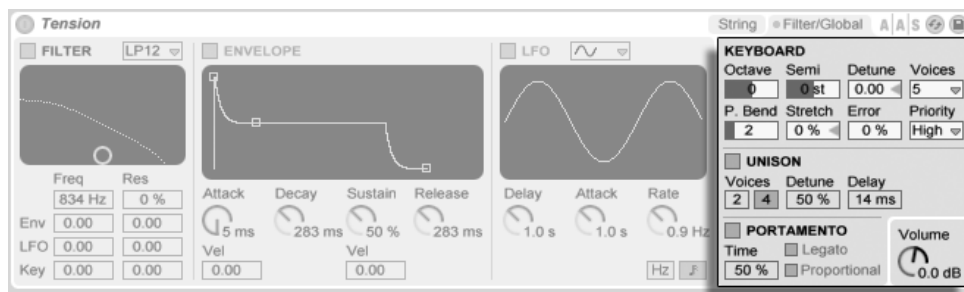 Tension
String Filter/Global A A S
FILTER LP12
Freq Res
834 Hz 0 %
Env 0.00 0.00
LFO 0.00 0.00
Key 0.00 0.00
ENVELOPE
Attack Decay Sustain Release
5 ms 283 ms 50 % 283 ms
Vel Vel
0.00 0.00
LFO
Delay Attack Rate
1.0 s 1.0 s 0.9 Hz
Hz
KEYBOARD
Octave Semi Detune Voices
0 0 st 0.00 5
P. Bend Stretch Error Priority
2 0 % 0 % High
UNISON
Voices Detune Delay
2 4 50 % 14 ms
PORTAMENTO
Time Legato
50 % Proportional
Volume
0.0 dB